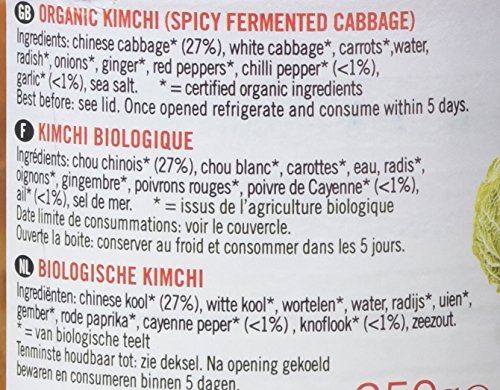 GB ORGANIC KIMCHI (SPICY FERMENTED CABBAGE)
Ingredients: chinese cabbage* (27%), white cabbage*, carrots*,water,
radish*, onions*, ginger*, red peppers*, chilli pepper* (<1%),
garlic* (<1%), sea salt. * = certified organic ingredients
Best before: see lid. Once opened refrigerate and consume within 5 days.
F KIMCHI BIOLOGIQUE
Ingrédients: chou chinois* (27%), chou blanc*, carottes*, eau, radis*,
oignons*, gingembre*, poivrons rouges*, poivre de Cayenne* (<1%),
ail* (<1%), sel de mer. * = issus de l'agriculture biologique
Date limite de consummations: voir le couvercle.
Ouverte la boite: conserver au froid et consommer dans les 5 jours.
NL BIOLOGISCHE KIMCHI
Ingrediënten: chinese kool* (27%), witte kool*, wortelen*, water, radijs*, uien*,
gember*, rode paprika*, cayenne peper* (<1%) , knoflook* (<1%), zeezout.
* = van biologische teelt
Tenminste houdbaar tot: zie deksel. Na opening gekoeld
bewaren en consumeren binnen 5 dagen.